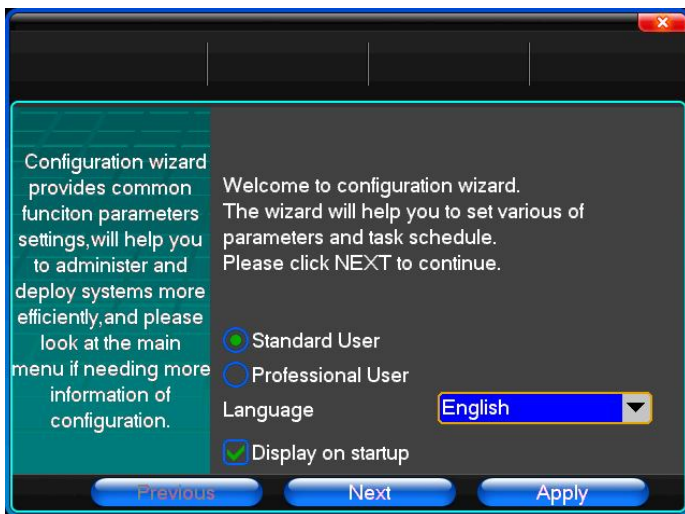 Configuration wizard
provides common
funciton parameters
settings,will help you
to administer and
deploy systems more
efficiently,and please
look at the main
menu if needing more
information of
configuration.
Welcome to configuration wizard.
The wizard will help you to set various of
parameters and task schedule.
Please click NEXT to continue.
Standard User
Professional User
Language English
Display on startup
Previous Next Apply